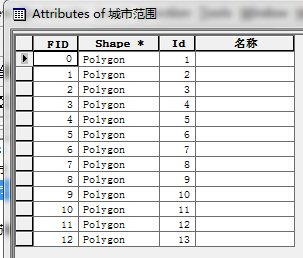 Attributes of 城市范围
FID Shape * Id 名称
0 Polygon 1
1 Polygon 2
2 Polygon 3
3 Polygon 4
4 Polygon 5
5 Polygon 6
6 Polygon 7
7 Polygon 8
8 Polygon 9
9 Polygon 10
10 Polygon 11
11 Polygon 12
12 Polygon 13